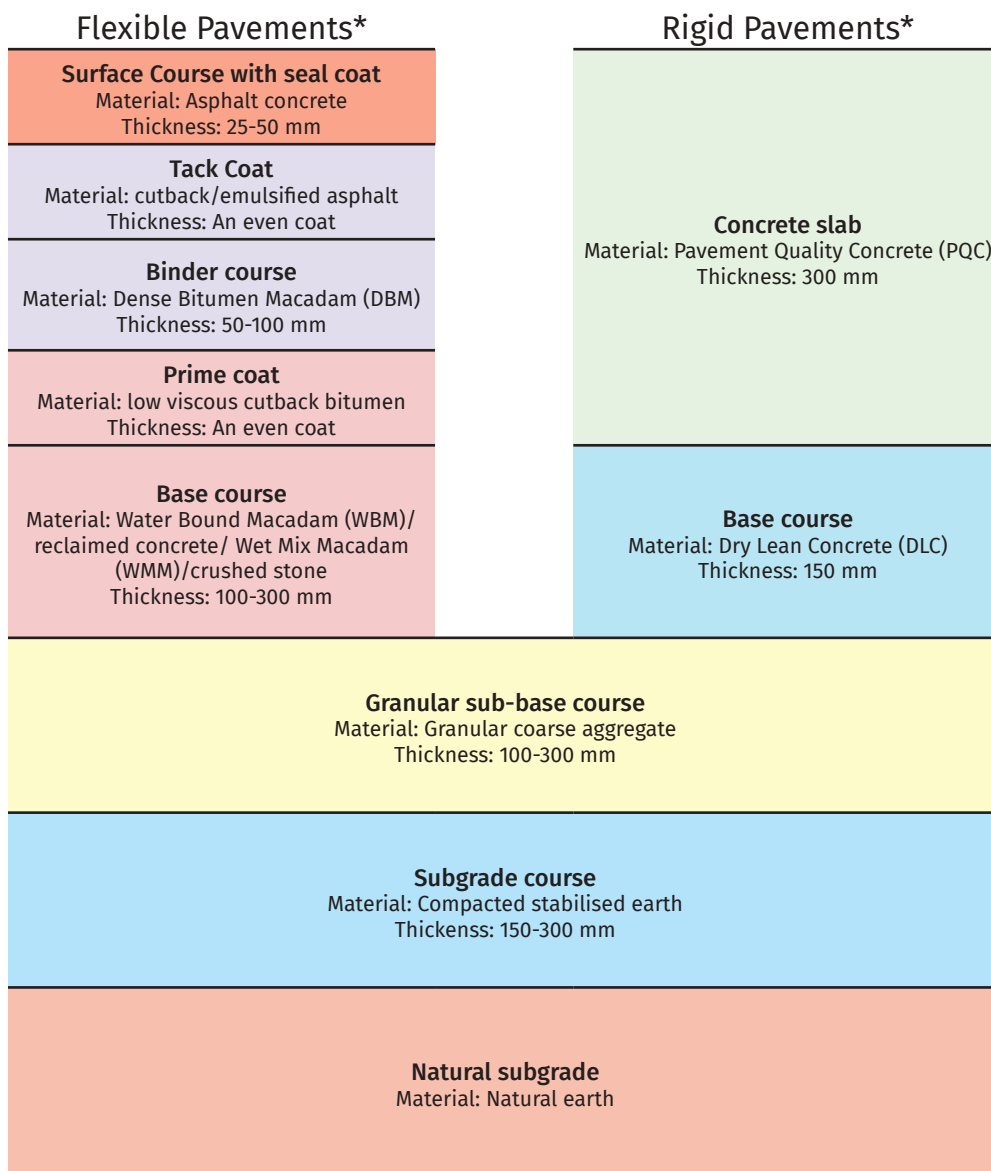 Flexible Pavements*
Surface Course with seal coat
Material: Asphalt concrete
Thickness: 25-50 mm
Tack Coat
Material: cutback/emulsified asphalt
Thickness: An even coat
Binder course
Material: Dense Bitumen Macadam (DBM)
Thickness: 50-100 mm
Prime coat
Material: low viscous cutback bitumen
Thickness: An even coat
Base course
Material: Water Bound Macadam (WBM)/
reclaimed concrete/ Wet Mix Macadam
(WMM)/crushed stone
Thickness: 100-300 mm
Rigid Pavements*
Concrete slab
Material: Pavement Quality Concrete (PQC)
Thickness: 300 mm
Base course
Material: Dry Lean Concrete (DLC)
Thickness: 150 mm
Granular sub-base course
Material: Granular coarse aggregate
Thickness: 100-300 mm
Subgrade course
Material: Compacted stabilised earth
Thickenss: 150-300 mm
Natural subgrade
Material: Natural earth